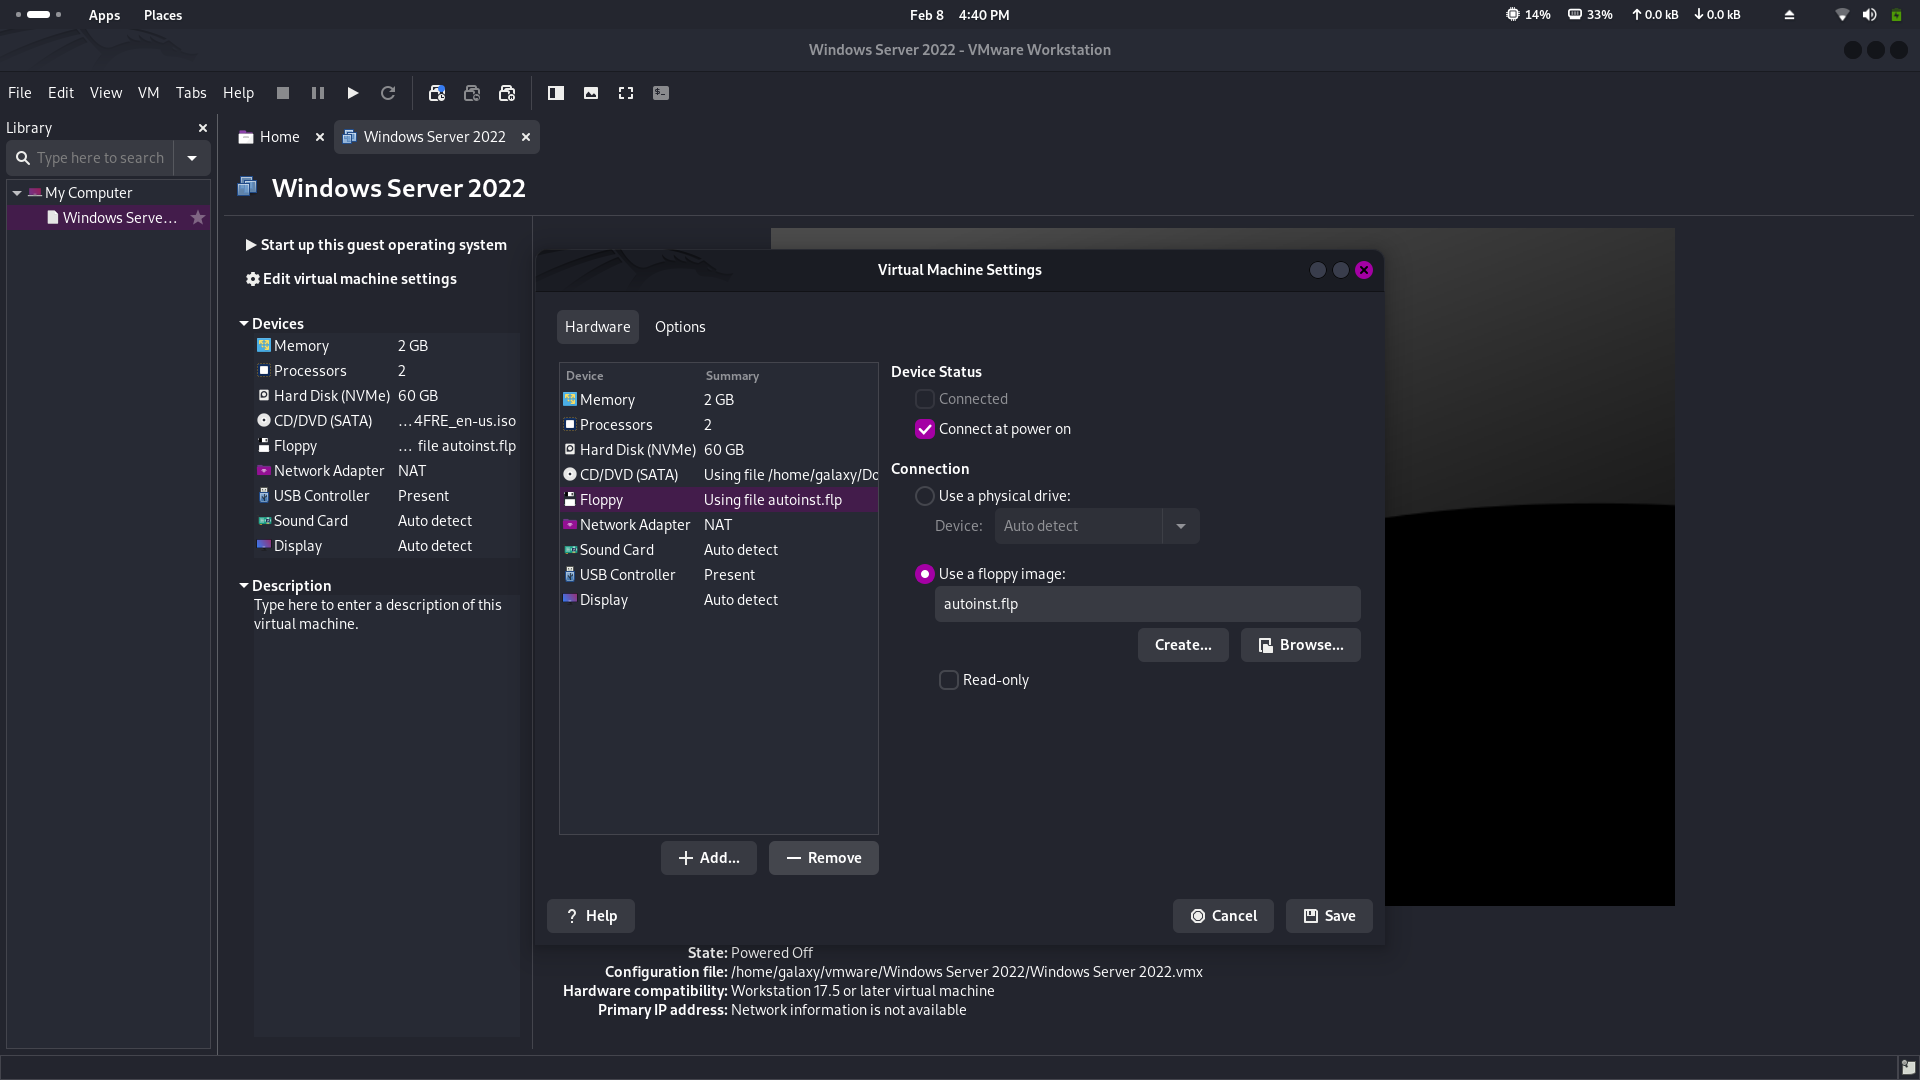 Apps Places Feb 8 4:40 PM 14% 33% 0.0 kB 0.0 kB
Windows Server 2022 - VMware Workstation
File Edit View VM Tabs Help
Library
Home Windows Server 2022
Type here to search
Windows Server 2022
My Computer
Windows Serve...
Start up this guest operating system
Edit virtual machine settings
Devices
Memory 2 GB
Processors 2
Hard Disk (NVMe) 60 GB
CD/DVD (SATA) ...4FRE_en-us.iso
Floppy ... file autoinst.flp
Network Adapter NAT
USB Controller Present
Sound Card Auto detect
Display Auto detect
Description
Type here to enter a description of this
virtual machine.
Virtual Machine Settings
Hardware Options
Device Summary
Memory 2 GB
Processors 2
Hard Disk (NVMe) 60 GB
CD/DVD (SATA) Using file /home/galaxy/Do
Floppy Using file autoinst.flp
Network Adapter NAT
Sound Card Auto detect
USB Controller Present
Display Auto detect
Add... Remove
Device Status
Connected
Connect at power on
Connection
Use a physical drive:
Device: Auto detect
Use a floppy image:
autoinst.flp
Create... Browse...
Read-only
? Help Cancel Save
State: Powered Off
Configuration file: /home/galaxy/vmware/Windows Server 2022/Windows Server 2022.vmx
Hardware compatibility: Workstation 17.5 or later virtual machine
Primary IP address: Network information is not available